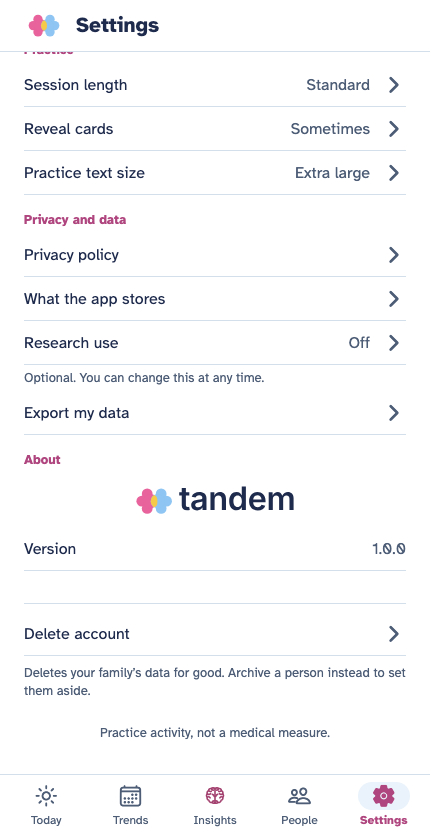 Settings
Practice
Session length Standard
Reveal cards Sometimes
Practice text size Extra large
Privacy and data
Privacy policy
What the app stores
Research use Off
Optional. You can change this at any time.
Export my data
About
tandem
Version 1.0.0
Delete account
Deletes your family's data for good. Archive a person instead to set
them aside.
Practice activity, not a medical measure.
Today Trends Insights People Settings